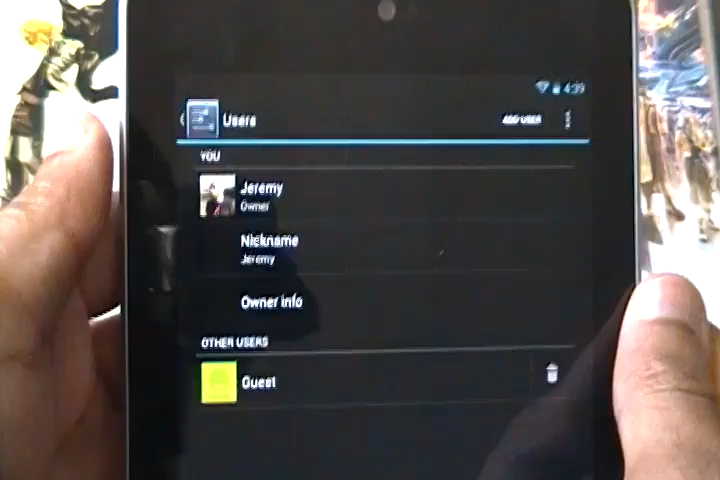 4:39
Users
ADD USER
YOU
Jeremy
Owner
Nickname
Jeremy
Owner info
OTHER USERS
Guest